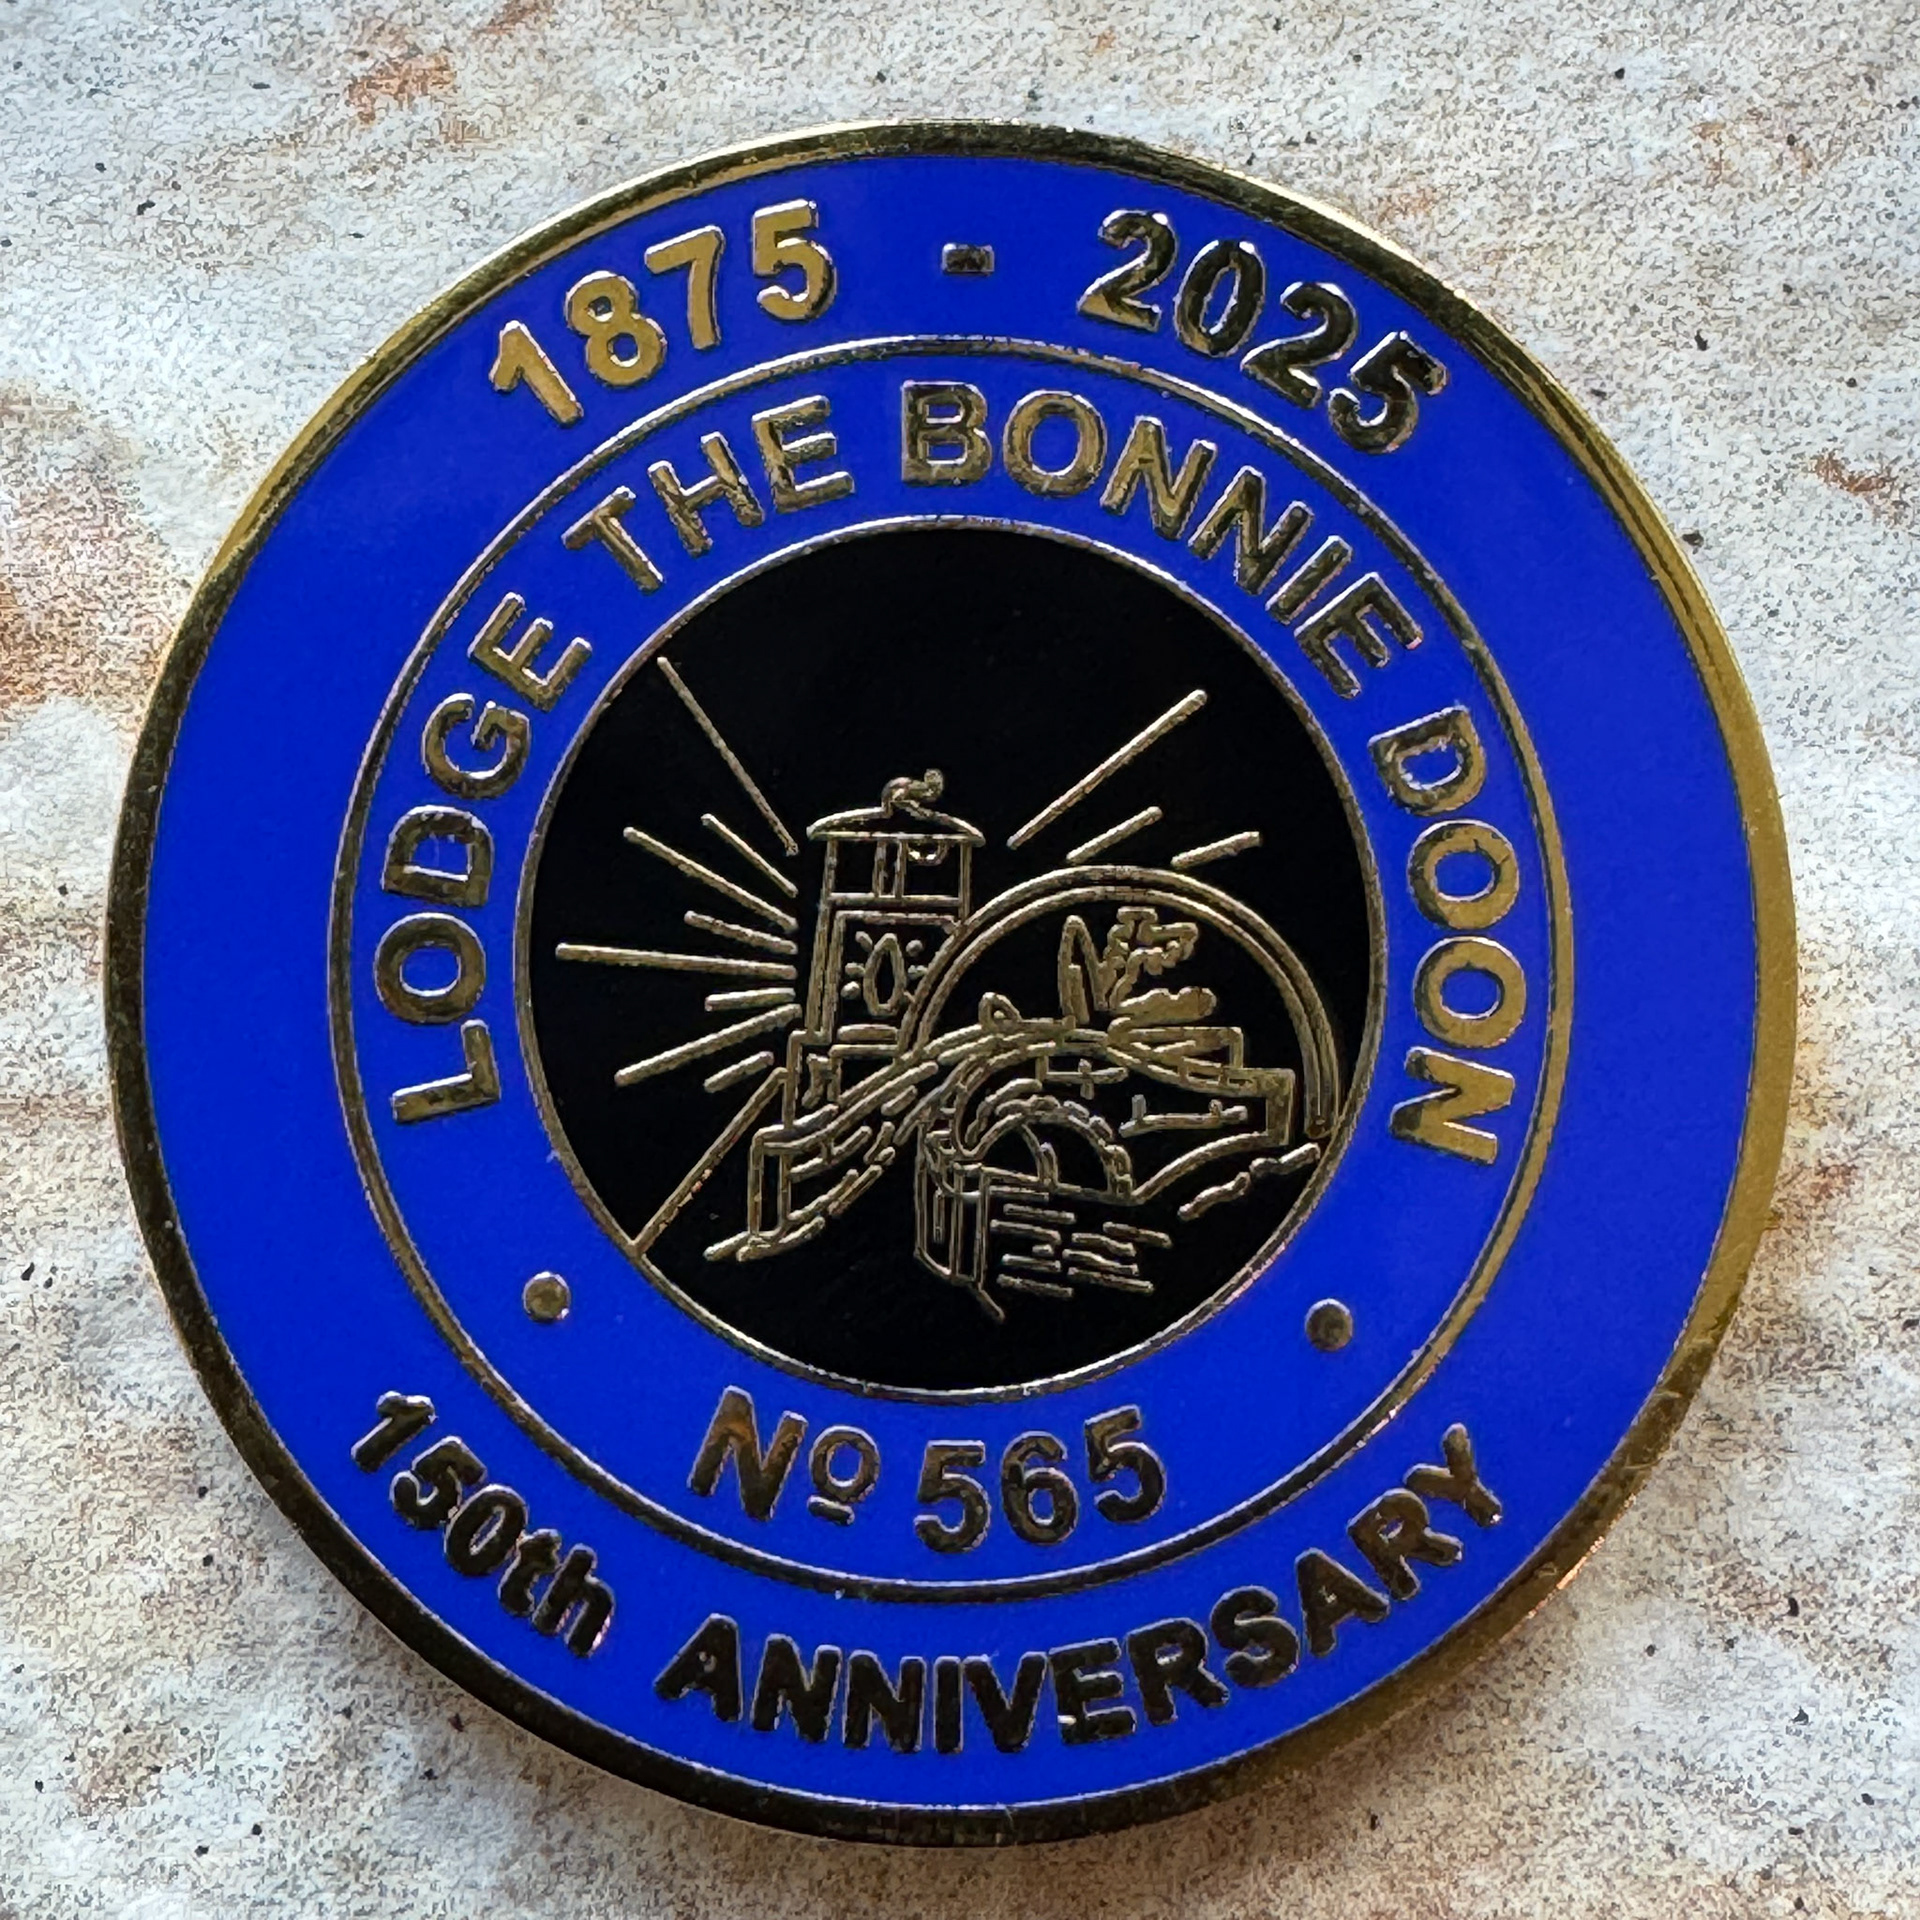 1875 - 2025
LODGE THE BONNIE DOON
Nº 565
150th ANNIVERSARY